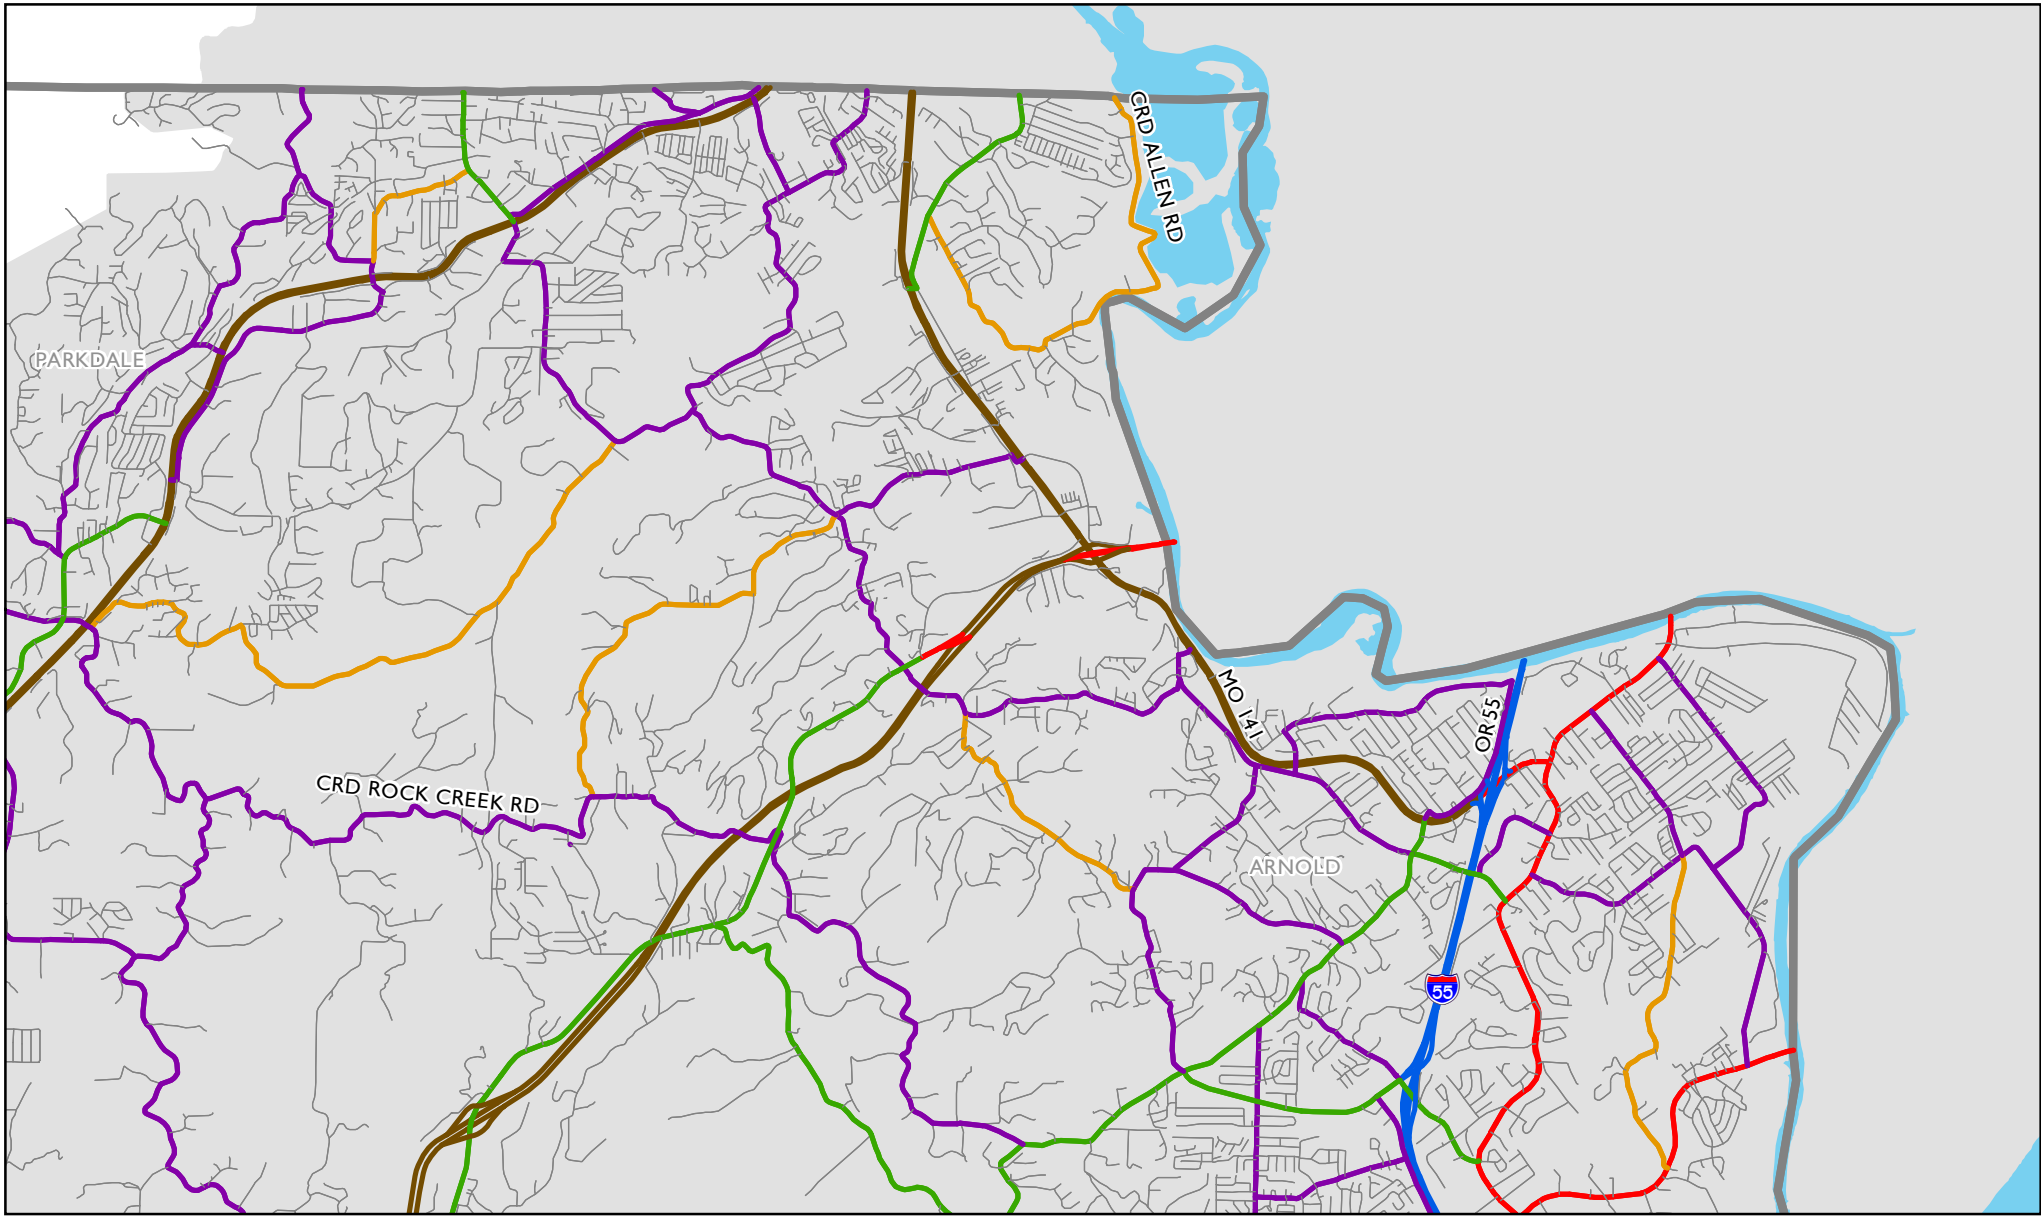 CRD ALLEN RD
PARKDALE
MO 141
OR 55
CRD ROCK CREEK RD
ARNOLD
55